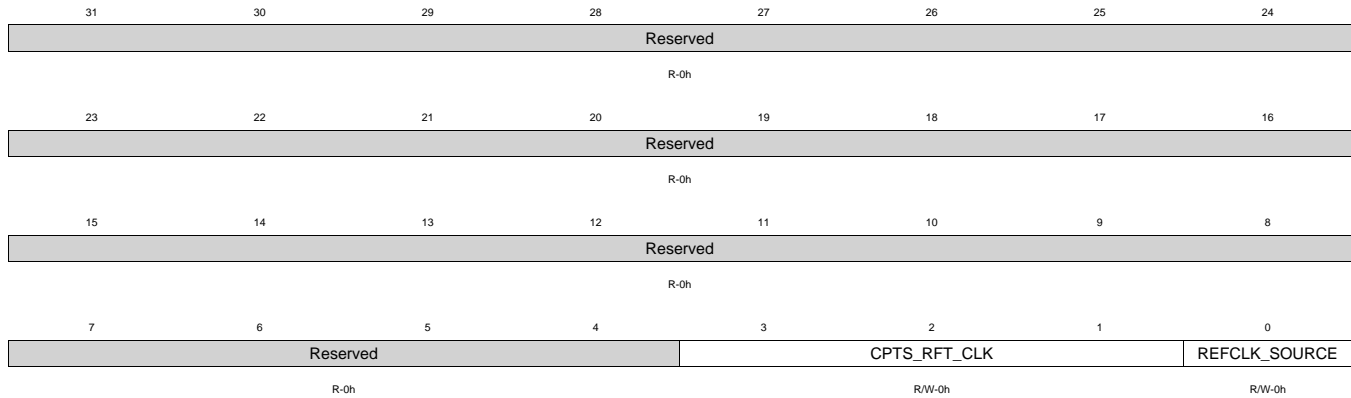 31 30 29 28 27 26 25 24
Reserved
R-0h
23 22 21 20 19 18 17 16
Reserved
R-0h
15 14 13 12 11 10 9 8
Reserved
R-0h
7 6 5 4 3 2 1 0
Reserved CPTS_RFT_CLK REFCLK_SOURCE
R-0h R/W-0h R/W-0h